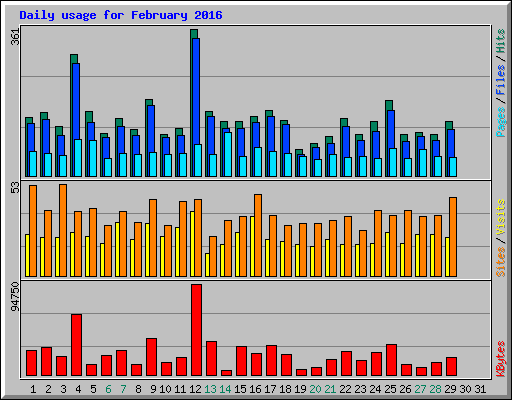 Daily usage for February 2016
361
Pages / Files / Hits
53
Sites / Visits
94750
KBytes
1 2 3 4 5 6 7 8 9 10 11 12 13 14 15 16 17 18 19 20 21 22 23 24 25 26 27 28 29 30 31